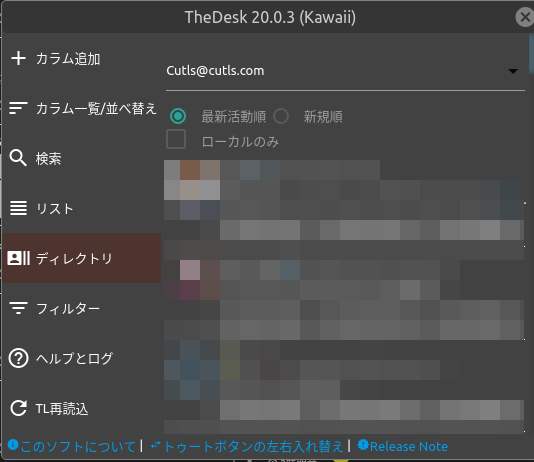 TheDesk 20.0.3 (Kawaii)
カラム追加
カラム一覧/並べ替え
検索
リスト
ディレクトリ
フィルター
ヘルプとログ
TL再読込
Cutls@cutls.com
最新活動順 新規順
ローカルのみ
このソフトについて | トゥートボタンの左右入れ替え | Release Note